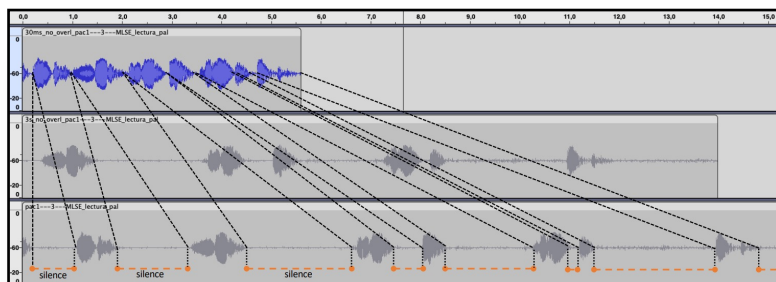 0,0 1,0 2,0 3,0 4,0 5,0 6,0 7,0 8,0 9,0 10,0 11,0 12,0 13,0 14,0 15,0
30ms_no_overl_pac1---3---MLSE_lectura_pal
0
-60
-20
0
3s_no_overl_pac1---3---MLSE_lectura_pal
0
-60
-20
0
pac1---3---MLSE_lectura_pal
0
-60
-20
0
silence silence silence